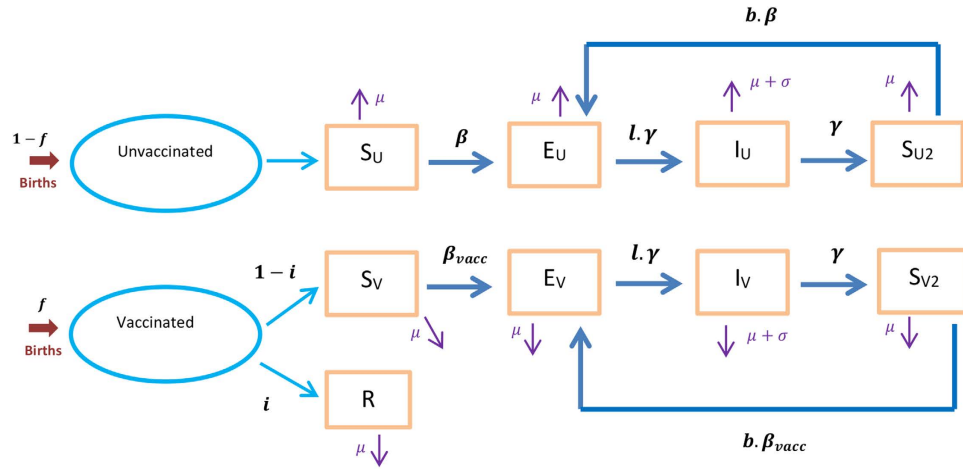 b.β
μ
μ
μ + σ
μ
1 − f
Births
Unvaccinated
S_U
β
E_U
l.γ
I_U
γ
S_U2
f
Births
Vaccinated
1 − i
S_V
β_vacc
E_V
l.γ
I_V
γ
S_V2
μ
μ
μ + σ
μ
i
R
μ
b.β_vacc